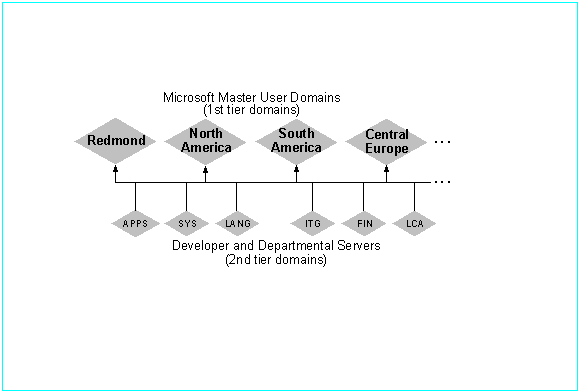 Microsoft Master User Domains
(1st tier domains)
Redmond
North
America
South
America
Central
Europe
...
...
APPS
SYS
LANG
ITG
FIN
LCA
Developer and Departmental Servers
(2nd tier domains)